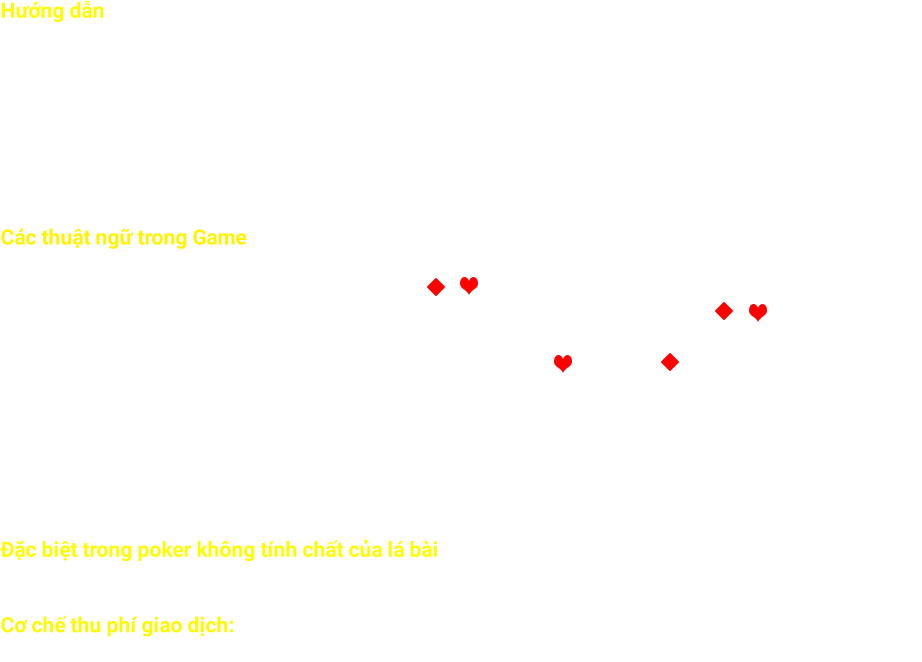 Hướng dẫn
Các thuật ngữ trong Game
Đặc biệt trong poker không tính chất của lá bài
Cơ chế thu phí giao dịch: